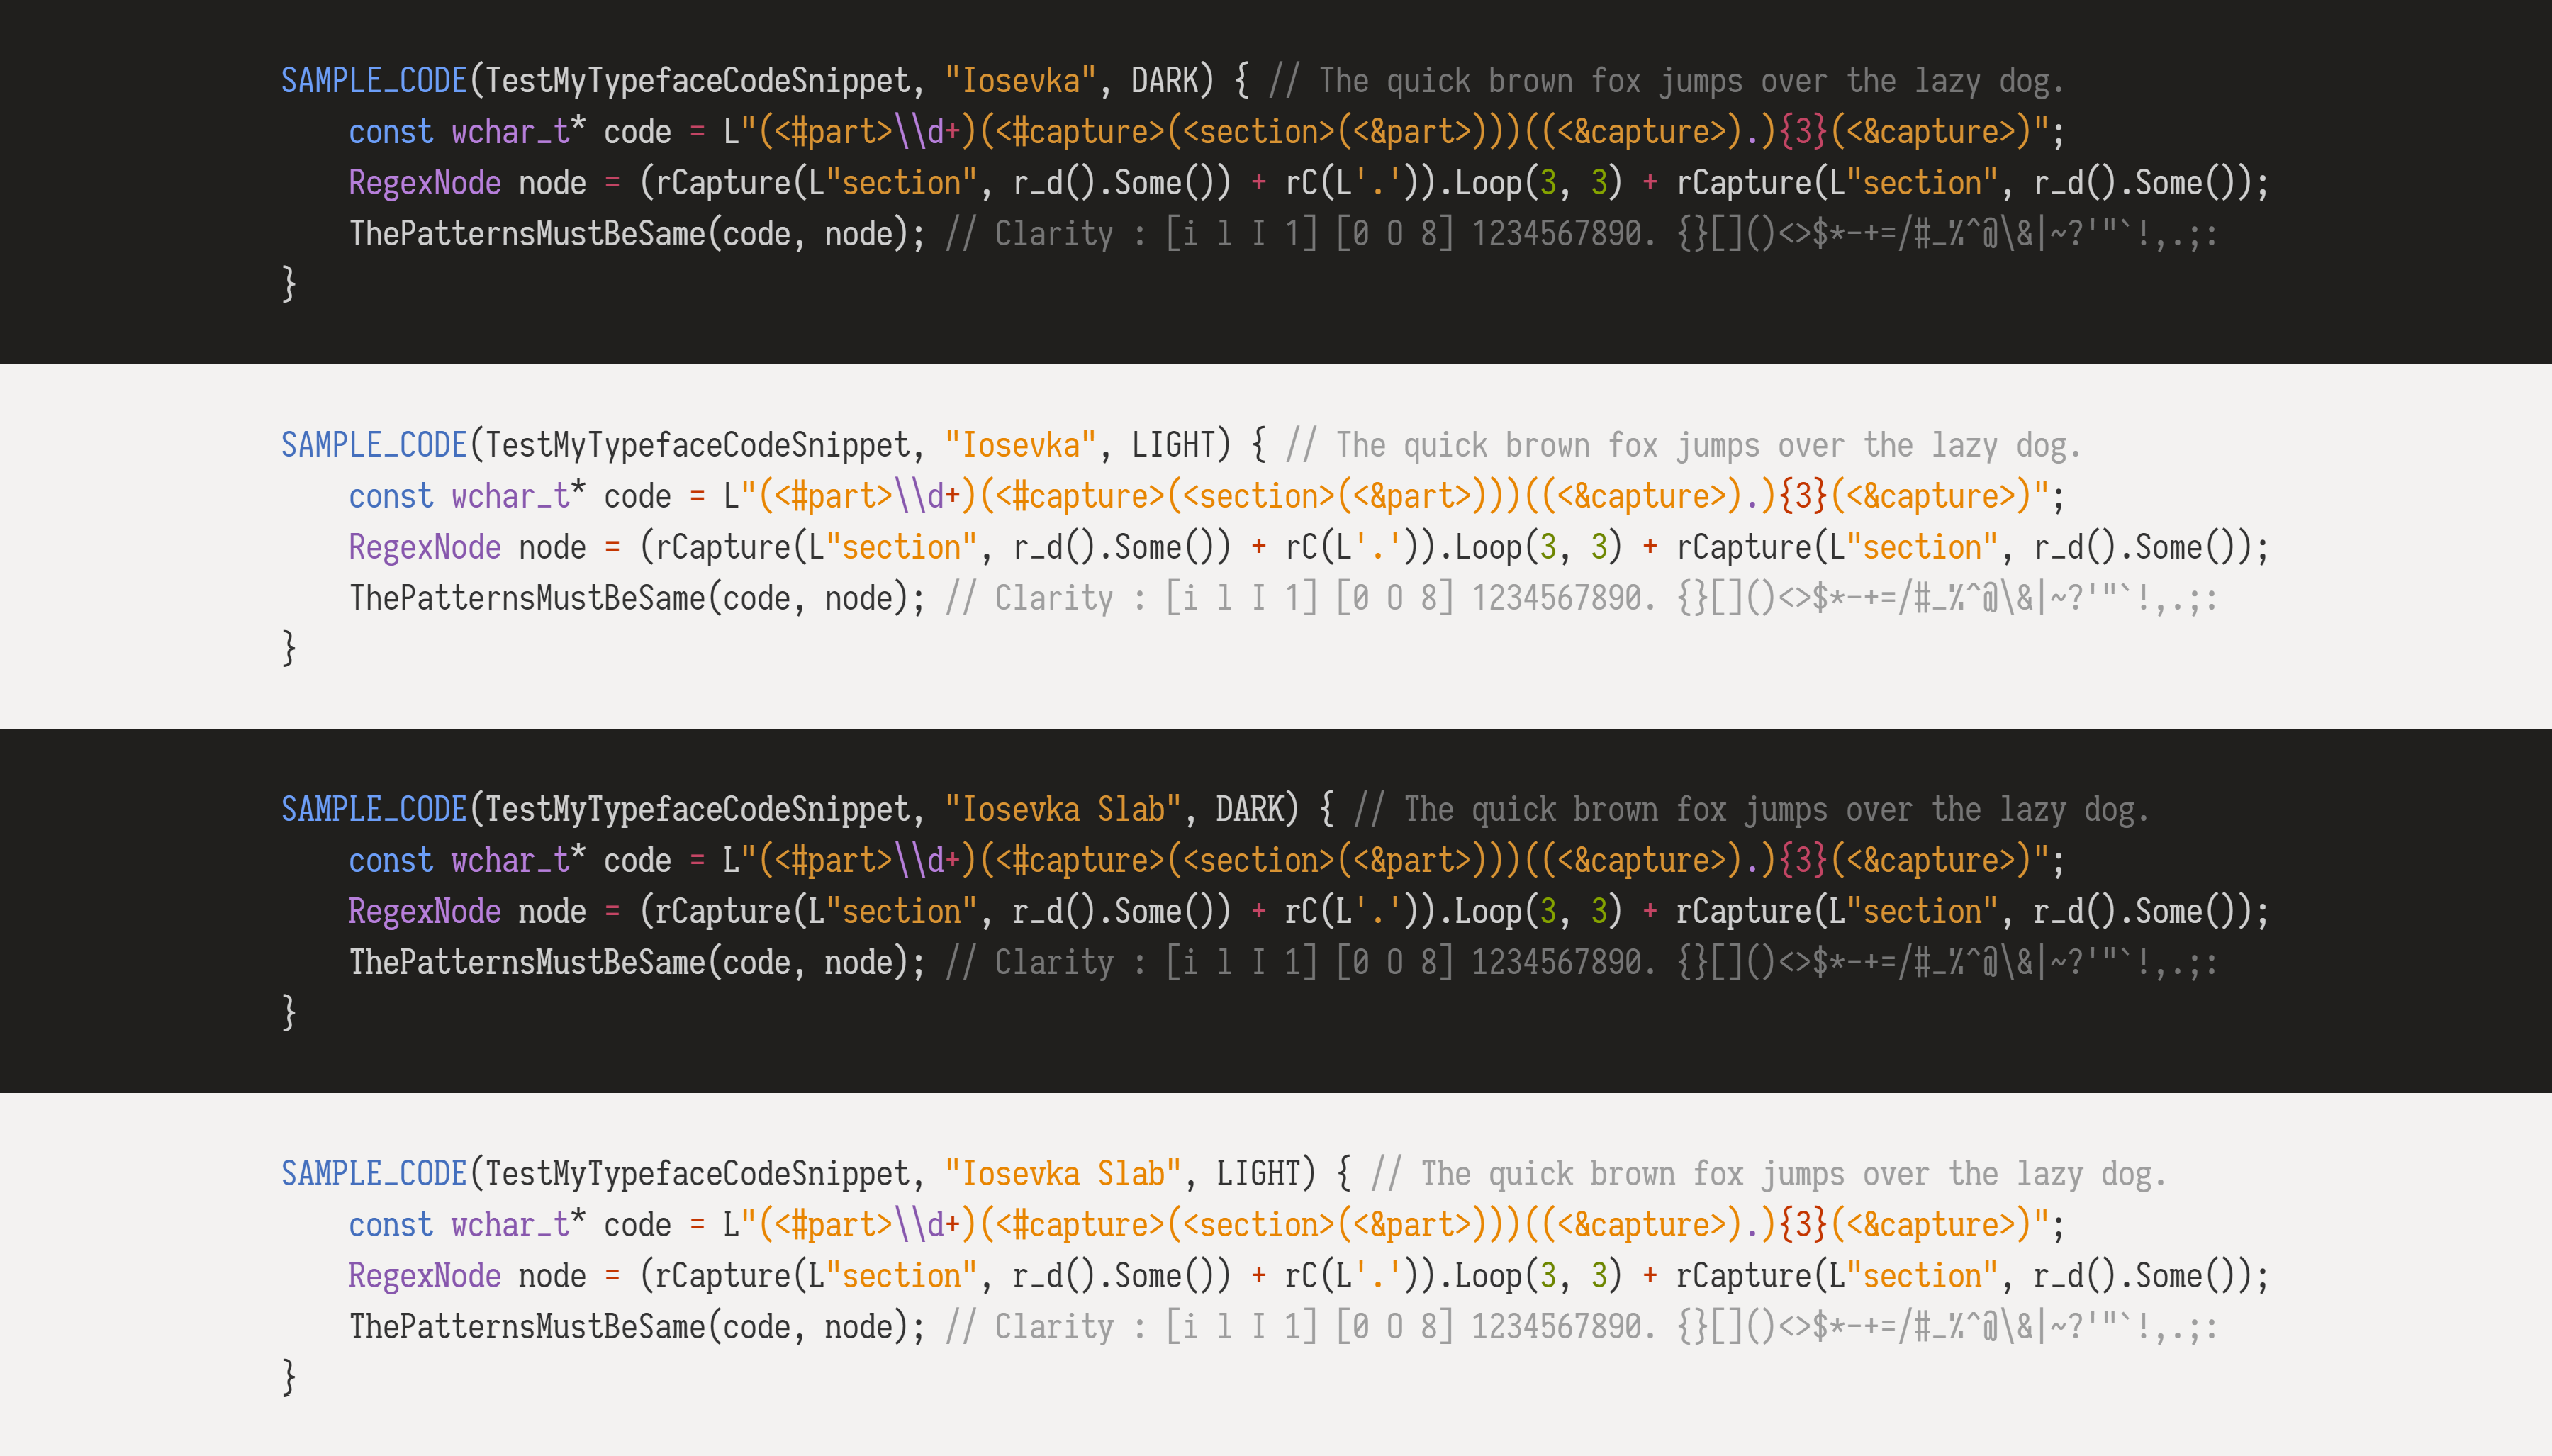 SAMPLE_CODE(TestMyTypefaceCodeSnippet, "Iosevka", DARK) { // The quick brown fox jumps over the lazy dog.
    const wchar_t* code = L"(<#part>\\d+)(<#capture>(<section>(<&part>)))((<&capture>).){3}(<&capture>)";
    RegexNode node = (rCapture(L"section", r_d().Some()) + rC(L'.')).Loop(3, 3) + rCapture(L"section", r_d().Some());
    ThePatternsMustBeSame(code, node); // Clarity : [i l I 1] [0 O 8] 1234567890. {}[]()<>$*-+=/#_%^@\&|~?'"`!,.;:
}
SAMPLE_CODE(TestMyTypefaceCodeSnippet, "Iosevka", LIGHT) { // The quick brown fox jumps over the lazy dog.
    const wchar_t* code = L"(<#part>\\d+)(<#capture>(<section>(<&part>)))((<&capture>).){3}(<&capture>)";
    RegexNode node = (rCapture(L"section", r_d().Some()) + rC(L'.')).Loop(3, 3) + rCapture(L"section", r_d().Some());
    ThePatternsMustBeSame(code, node); // Clarity : [i l I 1] [0 O 8] 1234567890. {}[]()<>$*-+=/#_%^@\&|~?'"`!,.;:
}
SAMPLE_CODE(TestMyTypefaceCodeSnippet, "Iosevka Slab", DARK) { // The quick brown fox jumps over the lazy dog.
    const wchar_t* code = L"(<#part>\\d+)(<#capture>(<section>(<&part>)))((<&capture>).){3}(<&capture>)";
    RegexNode node = (rCapture(L"section", r_d().Some()) + rC(L'.')).Loop(3, 3) + rCapture(L"section", r_d().Some());
    ThePatternsMustBeSame(code, node); // Clarity : [i l I 1] [0 O 8] 1234567890. {}[]()<>$*-+=/#_%^@\&|~?'"`!,.;:
}
SAMPLE_CODE(TestMyTypefaceCodeSnippet, "Iosevka Slab", LIGHT) { // The quick brown fox jumps over the lazy dog.
    const wchar_t* code = L"(<#part>\\d+)(<#capture>(<section>(<&part>)))((<&capture>).){3}(<&capture>)";
    RegexNode node = (rCapture(L"section", r_d().Some()) + rC(L'.')).Loop(3, 3) + rCapture(L"section", r_d().Some());
    ThePatternsMustBeSame(code, node); // Clarity : [i l I 1] [0 O 8] 1234567890. {}[]()<>$*-+=/#_%^@\&|~?'"`!,.;:
}